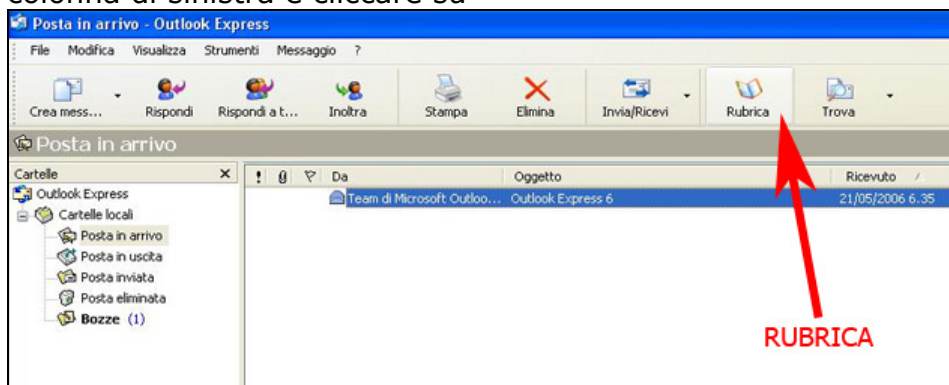 colonna di sinistra e cliccare su
Posta in arrivo - Outlook Express
File Modifica Visualizza Strumenti Messaggio ?
Crea mess... Rispondi Rispondi a t... Inoltra Stampa Elimina Invia/Ricevi Rubrica Trova
Posta in arrivo
Cartelle × ! Da Oggetto Ricevuto
Outlook Express Team di Microsoft Outloo... Outlook Express 6 21/05/2006 6.35
Cartelle locali
Posta in arrivo
Posta in uscita
Posta inviata
Posta eliminata
Bozze (1)
RUBRICA